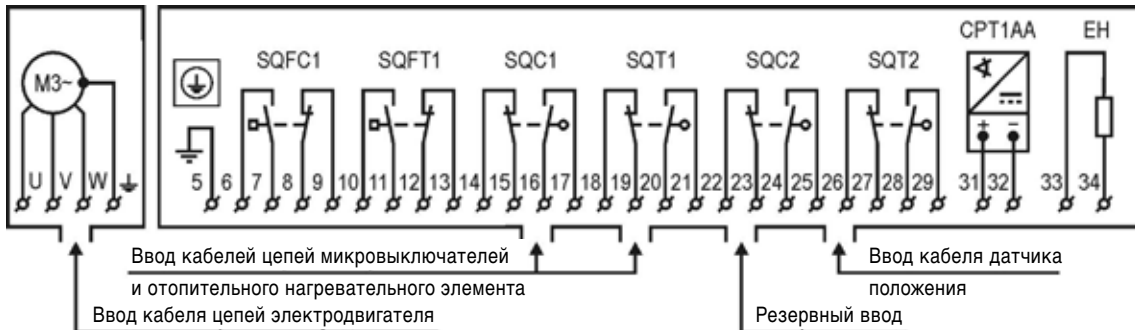 CPT1AA EH
SQFC1 SQFT1 SQC1 SQT1 SQC2 SQT2
M3~
+ −
U V W 5 6 7 8 9 10 11 12 13 14 15 16 17 18 19 20 21 22 23 24 25 26 27 28 29 31 32 33 34
Ввод кабелей цепей микровыключателей
и отопительного нагревательного элемента
Ввод кабеля датчика
положения
Ввод кабеля цепей электродвигателя
Резервный ввод